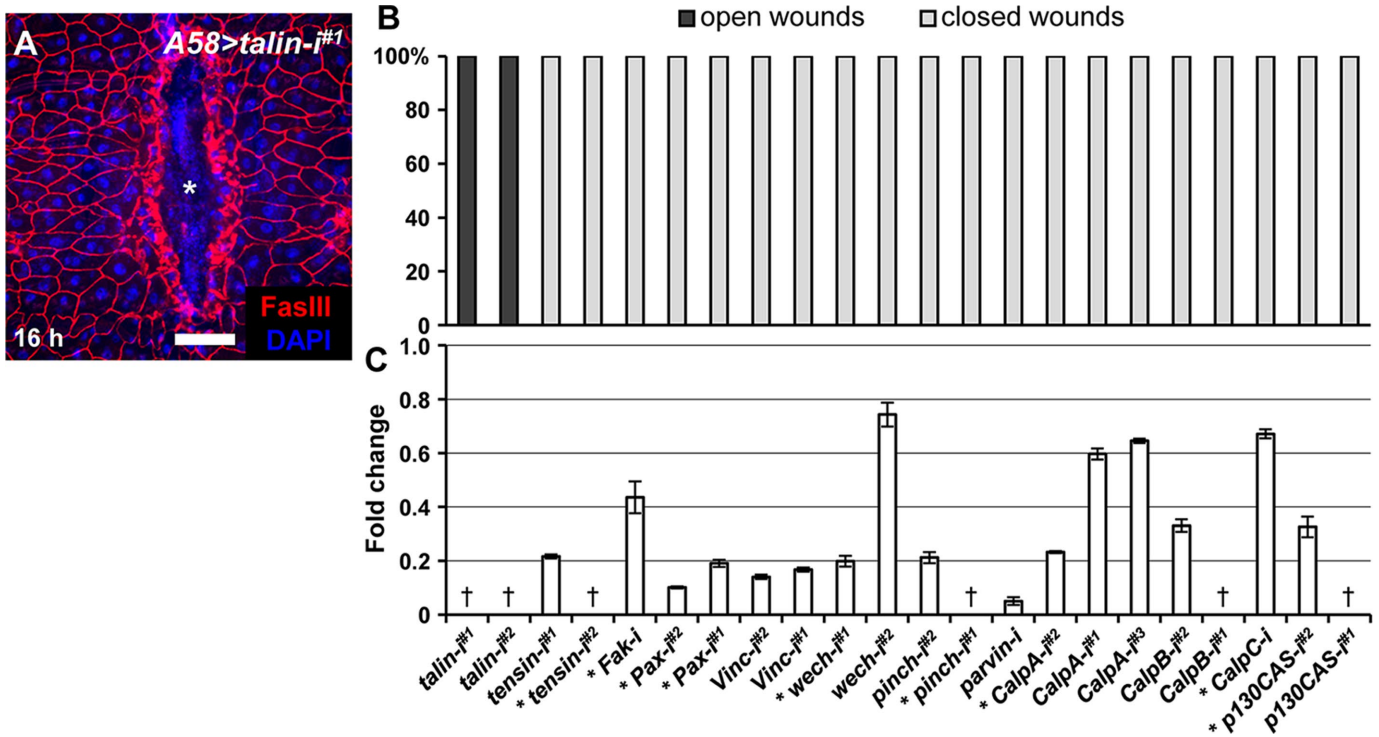 A
A58>talin-i#1
*
16 h
FasIII
DAPI
B
open wounds
closed wounds
100%
80
60
40
20
0
C
Fold change
1.0
0.8
0.6
0.4
0.2
0
† † † † † †
talin-i#1
talin-i#2
tensin-i#1
* tensin-i#2
* Fak-i
* Pax-i#2
* Pax-i#1
Vinc-i#2
Vinc-i#1
* wech-i#1
wech-i#2
pinch-i#2
* pinch-i#1
parvin-i
* CalpA-i#2
CalpA-i#1
CalpA-i#3
CalpB-i#2
CalpB-i#1
* CalpC-i
* p130CAS-i#2
p130CAS-i#1